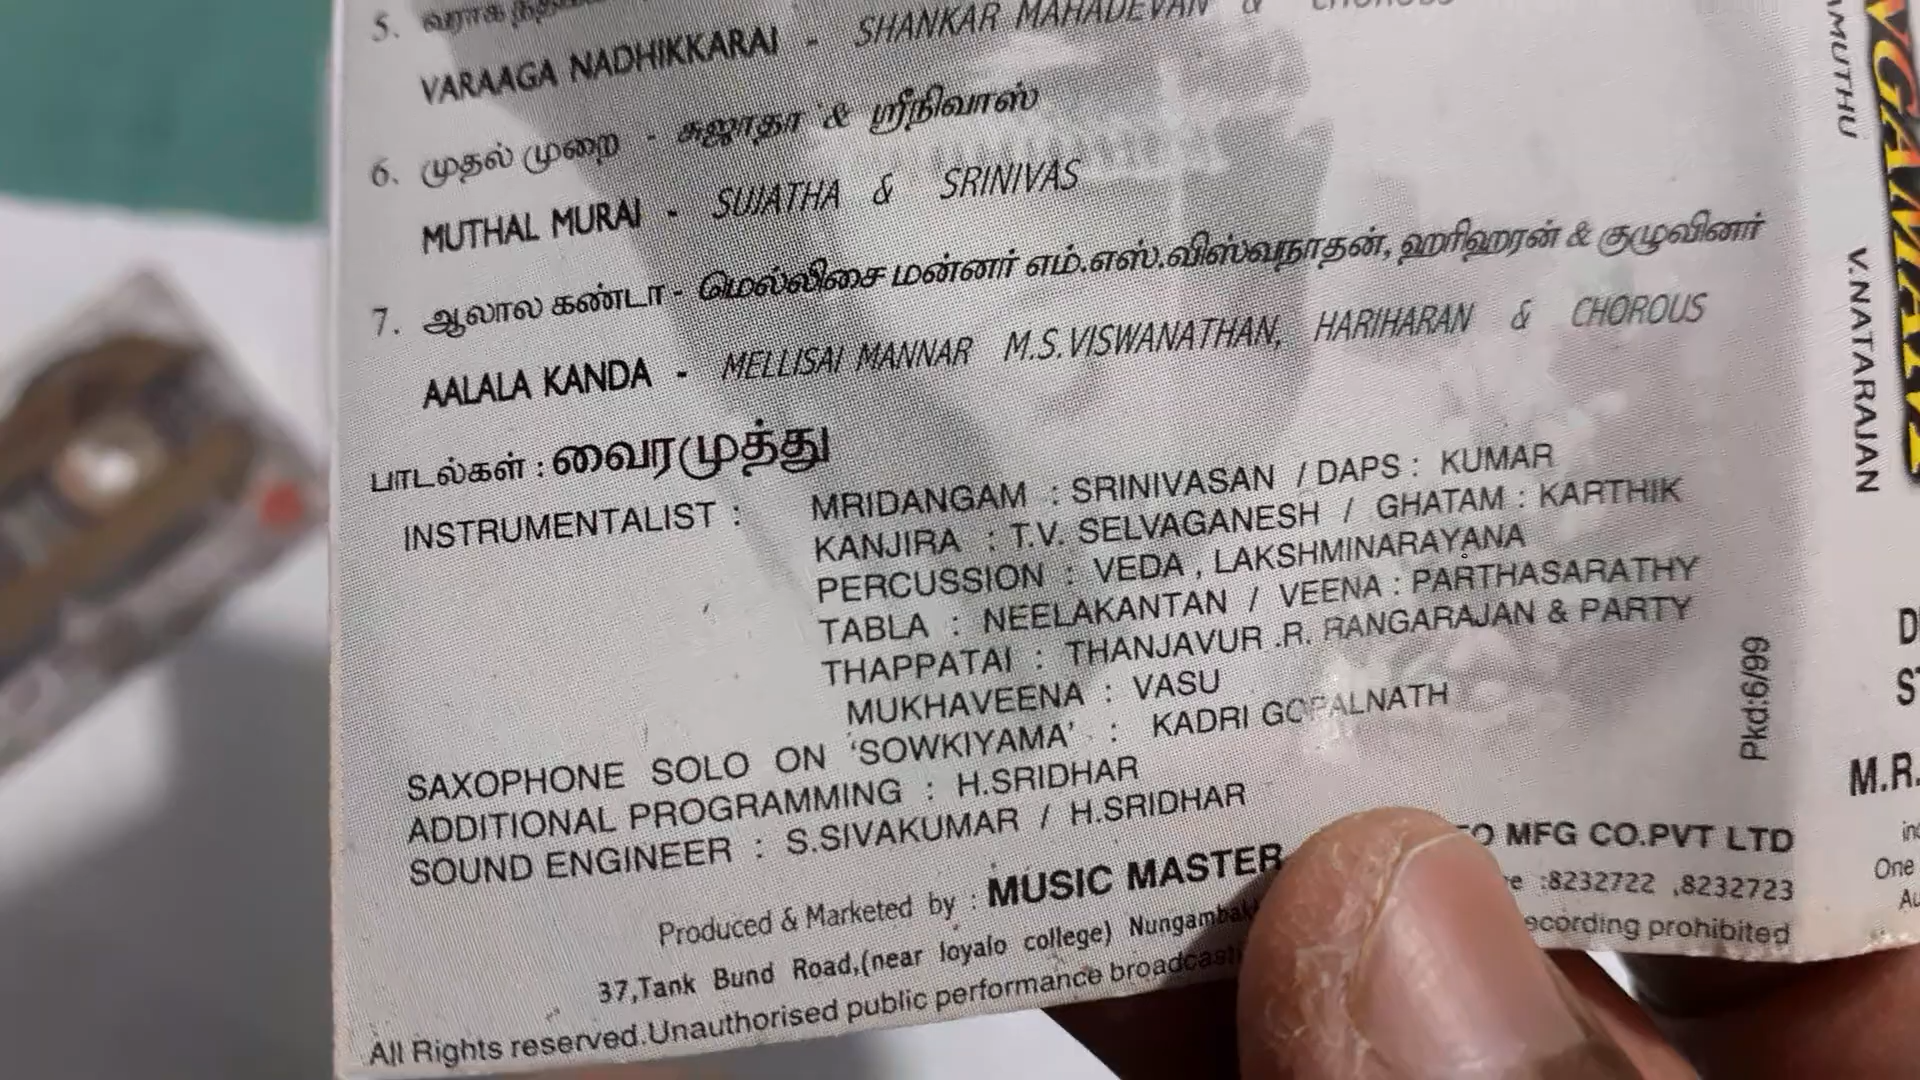 5. வராக
VARAAGA NADHIKKARAI - SHANKAR MAHADEVAN & CHOROUS
6. முதல் முறை - சுஜாதா & ஸ்ரீநிவாஸ்
MUTHAL MURAI - SUJATHA & SRINIVAS
7. ஆலால கண்டா - மெல்லிசை மன்னர் எம்.எஸ்.விஸ்வநாதன், ஹரிஹரன் & குழுவினர்
AALALA KANDA - MELLISAI MANNAR M.S.VISWANATHAN, HARIHARAN & CHOROUS
பாடல்கள் : வைரமுத்து
INSTRUMENTALIST : MRIDANGAM : SRINIVASAN / DAPS : KUMAR
KANJIRA : T.V. SELVAGANESH / GHATAM : KARTHIK
PERCUSSION : VEDA , LAKSHMINARAYANA
TABLA : NEELAKANTAN / VEENA : PARTHASARATHY
THAPPATAI : THANJAVUR .R. RANGARAJAN & PARTY
MUKHAVEENA : VASU
SAXOPHONE SOLO ON 'SOWKIYAMA' : KADRI GOPALNATH
ADDITIONAL PROGRAMMING : H.SRIDHAR
SOUND ENGINEER : S.SIVAKUMAR / H.SRIDHAR
Produced & Marketed by : MUSIC MASTER MFG CO.PVT LTD
37,Tank Bund Road,(near loyalo college) :8232722 ,8232723
All Rights reserved.Unauthorised public performance prohibited
Pkd:6/99
V.NATARAJAN
M.R.
One